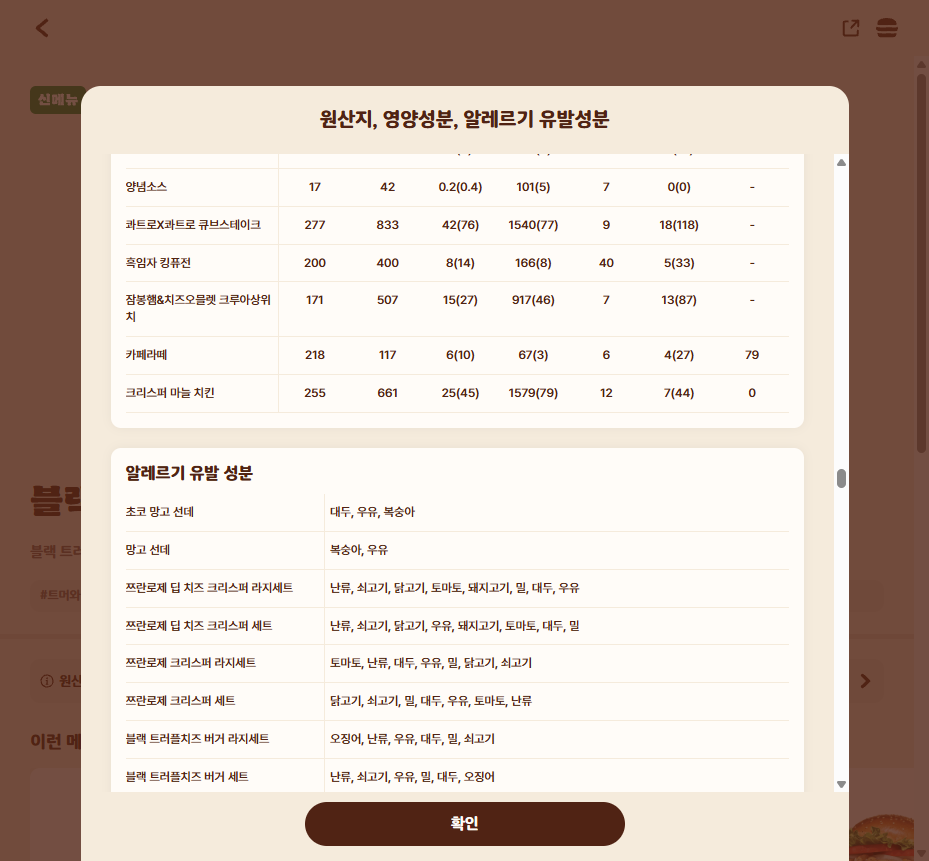 신메뉴
원산지, 영양성분, 알레르기 유발성분
양념소스 17 42 0.2(0.4) 101(5) 7 0(0) -
콰트로X콰트로 큐브스테이크 277 833 42(76) 1540(77) 9 18(118) -
흑임자 킹퓨전 200 400 8(14) 166(8) 40 5(33) -
잠봉햄&치즈오믈렛 크루아상위
치 171 507 15(27) 917(46) 7 13(87) -
카페라떼 218 117 6(10) 67(3) 6 4(27) 79
크리스퍼 마늘 치킨 255 661 25(45) 1579(79) 12 7(44) 0
알레르기 유발 성분
초코 망고 선데 대두, 우유, 복숭아
망고 선데 복숭아, 우유
쯔란로제 딥 치즈 크리스퍼 라지세트 난류, 쇠고기, 닭고기, 토마토, 돼지고기, 밀, 대두, 우유
쯔란로제 딥 치즈 크리스퍼 세트 난류, 쇠고기, 닭고기, 우유, 돼지고기, 토마토, 대두, 밀
쯔란로제 크리스퍼 라지세트 토마토, 난류, 대두, 우유, 밀, 닭고기, 쇠고기
쯔란로제 크리스퍼 세트 닭고기, 쇠고기, 밀, 대두, 우유, 토마토, 난류
블랙 트러플치즈 버거 라지세트 오징어, 난류, 우유, 대두, 밀, 쇠고기
블랙 트러플치즈 버거 세트 난류, 쇠고기, 우유, 밀, 대두, 오징어
확인
블랙
블랙 트러
#트머와
원산
이런 메